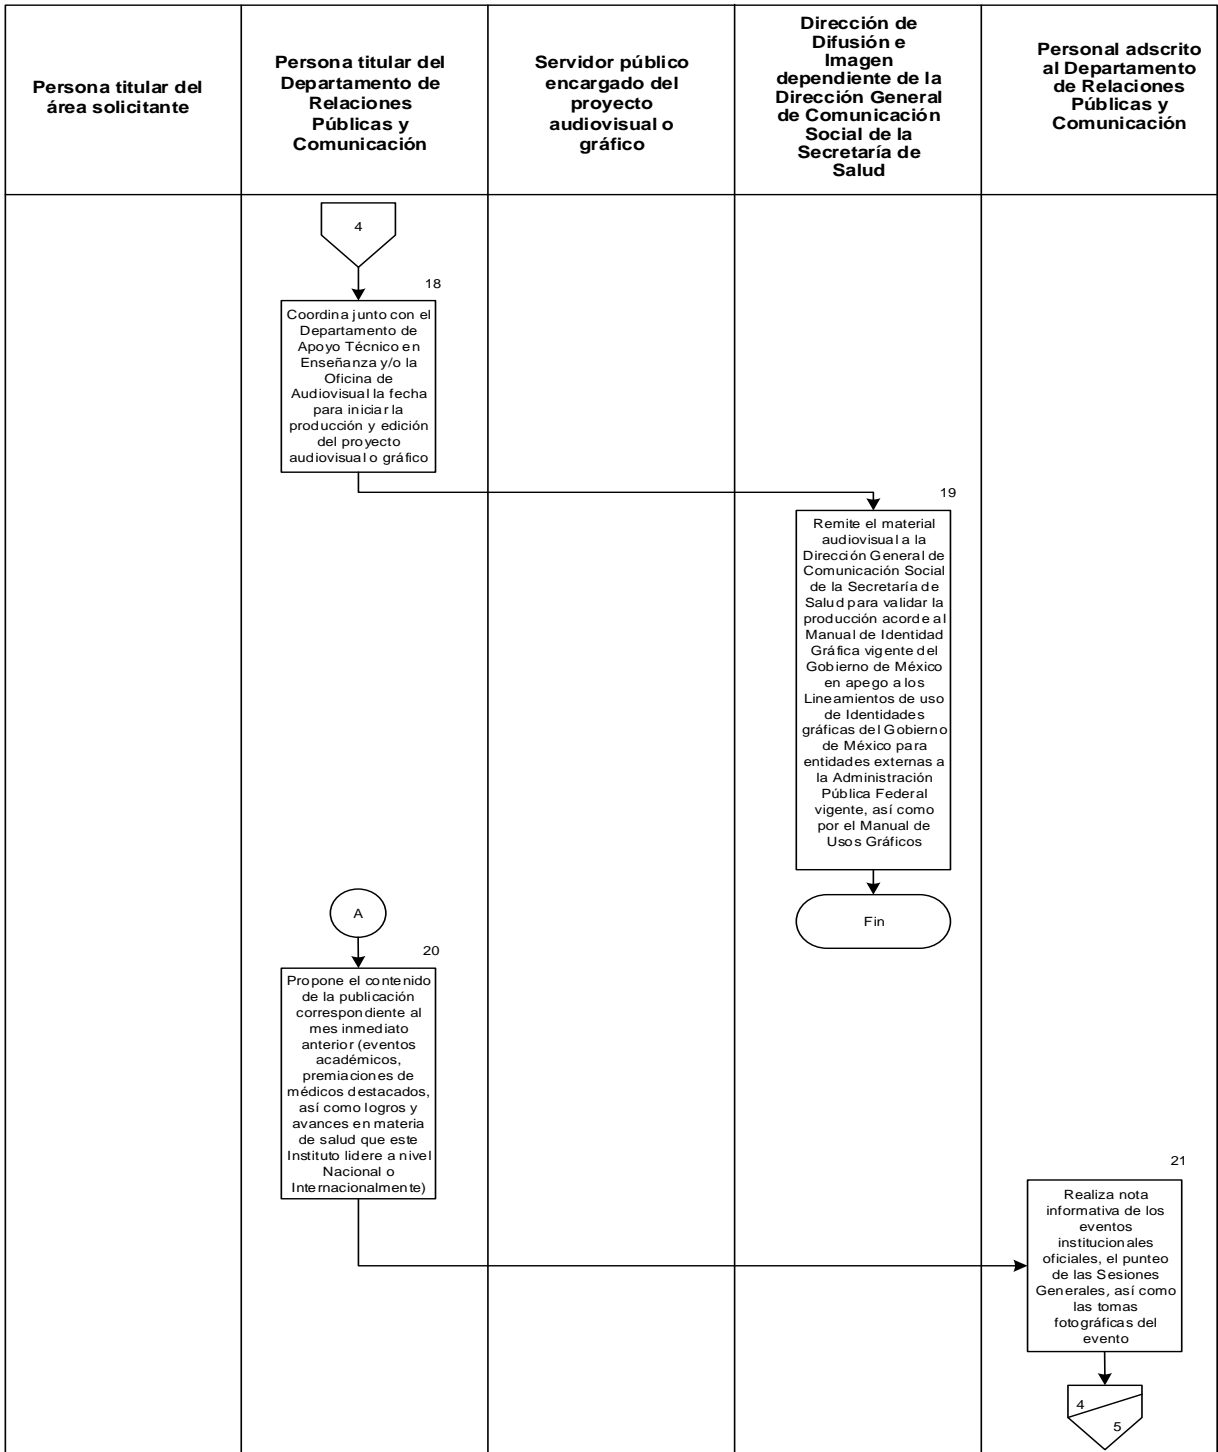 Persona titular del
área solicitante
Persona titular del
Departamento de
Relaciones
Públicas y
Comunicación
Servidor público
encargado del
proyecto
audiovisual o
gráfico
Dirección de
Difusión e
Imagen
dependiente de la
Dirección General
de Comunicación
Social de la
Secretaría de
Salud
Personal adscrito
al Departamento
de Relaciones
Públicas y
Comunicación
4
18
Coordina junto con el
Departamento de
Apoyo Técnico en
Enseñanza y/o la
Oficina de
Audiovisual la fecha
para iniciar la
producción y edición
del proyecto
audiovisual o gráfico
19
Remite el material
audiovisual a la
Dirección General de
Comunicación Social
de la Secretaría de
Salud para validar la
producción acorde al
Manual de Identidad
Gráfica vigente del
Gobierno de México
en apego a los
Lineamientos de uso
de Identidades
gráficas del Gobierno
de México para
entidades externas a
la Administración
Pública Federal
vigente, así como
por el Manual de
Usos Gráficos
Fin
A
20
Propone el contenido
de la publicación
correspondiente al
mes inmediato
anterior (eventos
académicos,
premiaciones de
médicos destacados,
así como logros y
avances en materia
de salud que este
Instituto lidere a nivel
Nacional o
Internacionalmente)
21
Realiza nota
informativa de los
eventos
institucionales
oficiales, el punteo
de las Sesiones
Generales, así como
las tomas
fotográficas del
evento
4
5